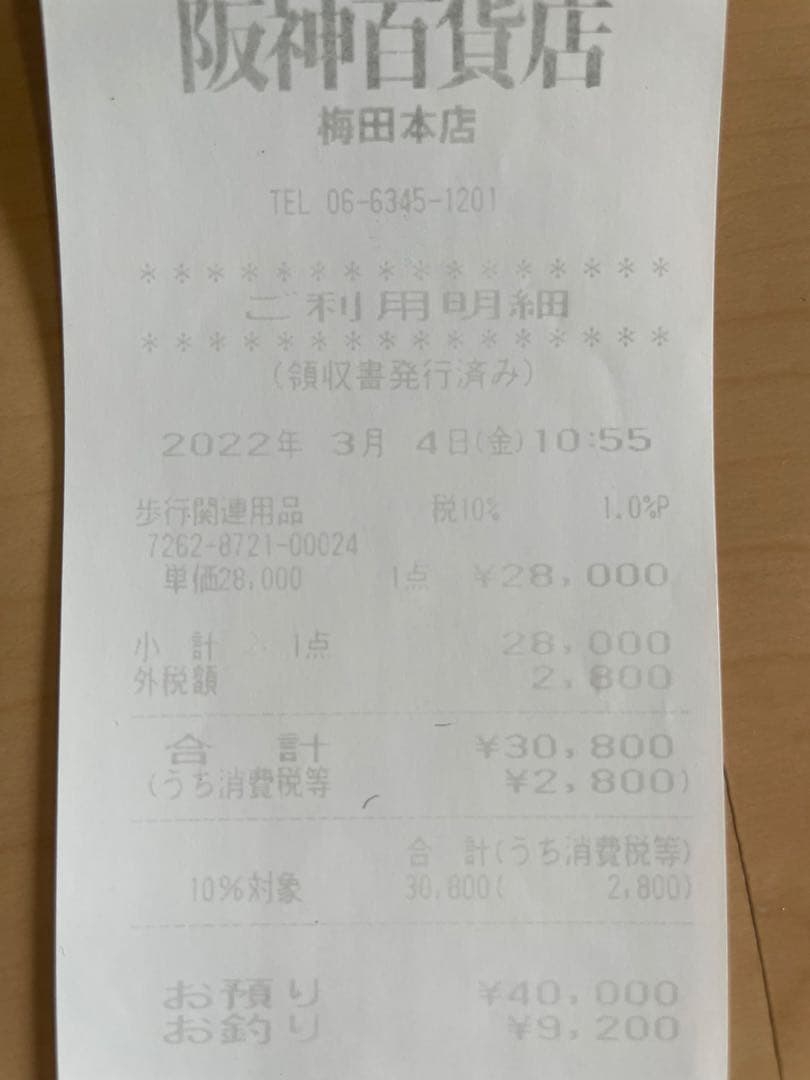 阪神百貨店
梅田本店
TEL 06-6345-1201
****************
ご利用明細
****************
(領収書発行済み)
2022年 3月 4日(金)10:55
歩行関連用品 税10% 1.0%P
7262-8721-00024
単価28,000 1点 ¥28,000
小 計 1点 28,000
外税額 2,800
合 計 ¥30,800
(うち消費税等 ¥2,800)
合 計(うち消費税等)
10%対象 30,800( 2,800)
お預り ¥40,000
お釣り ¥9,200